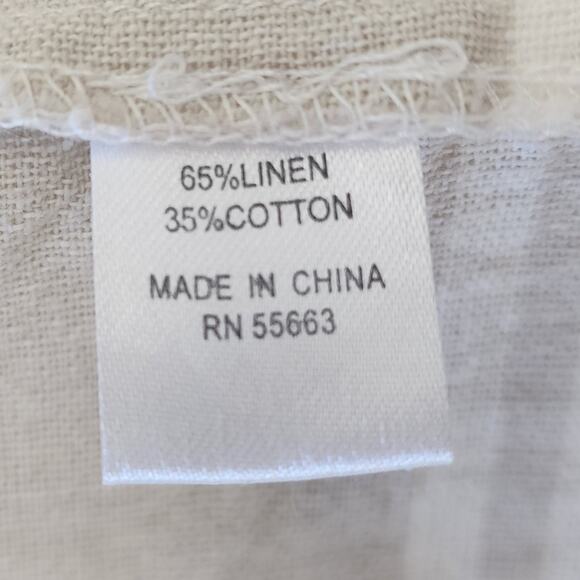 65%LINEN
35%COTTON
MADE IN CHINA
RN 55663